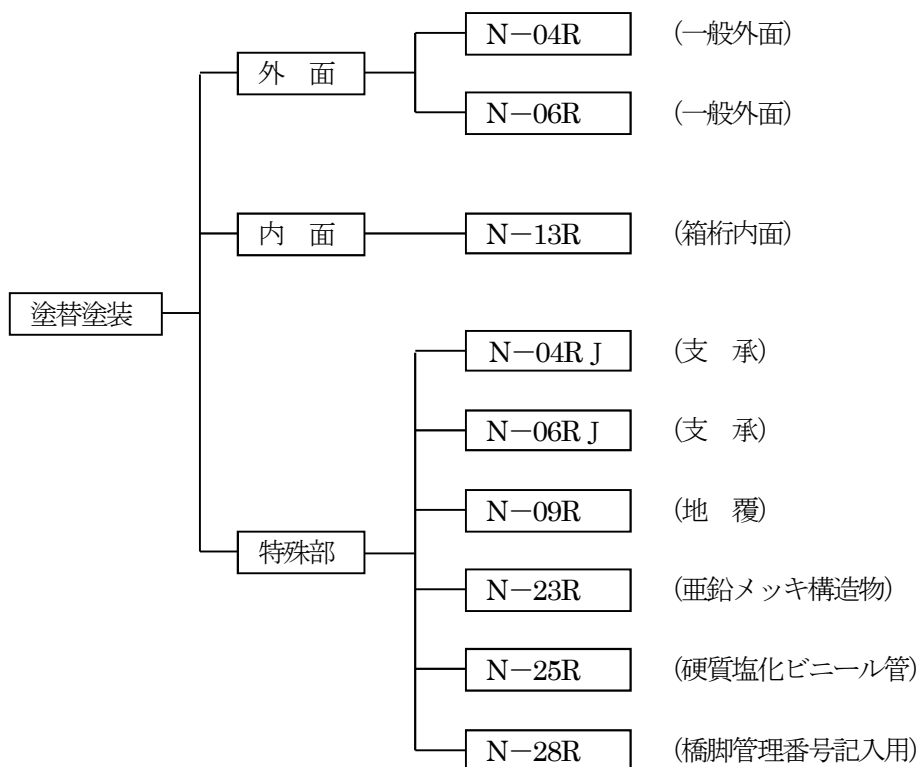 N－04R (一般外面)
外　面
N－06R (一般外面)
内　面 N－13R (箱桁内面)
塗替塗装
N－04RJ (支　承)
N－06RJ (支　承)
N－09R (地　覆)
特殊部
N－23R (亜鉛メッキ構造物)
N－25R (硬質塩化ビニール管)
N－28R (橋脚管理番号記入用)